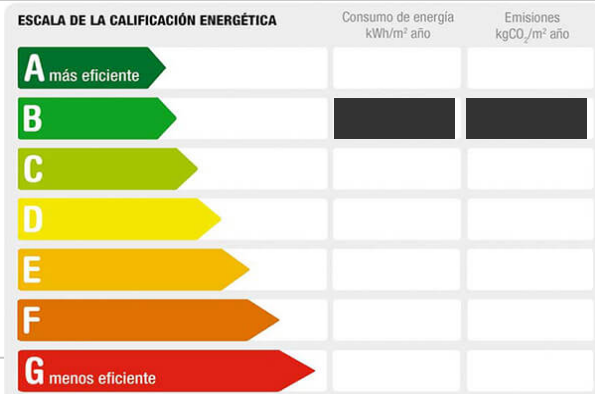 ESCALA DE LA CALIFICACIÓN ENERGÉTICA
Consumo de energía
kWh/m² año
Emisiones
kgCO₂/m² año
A más eficiente
B
C
D
E
F
G menos eficiente